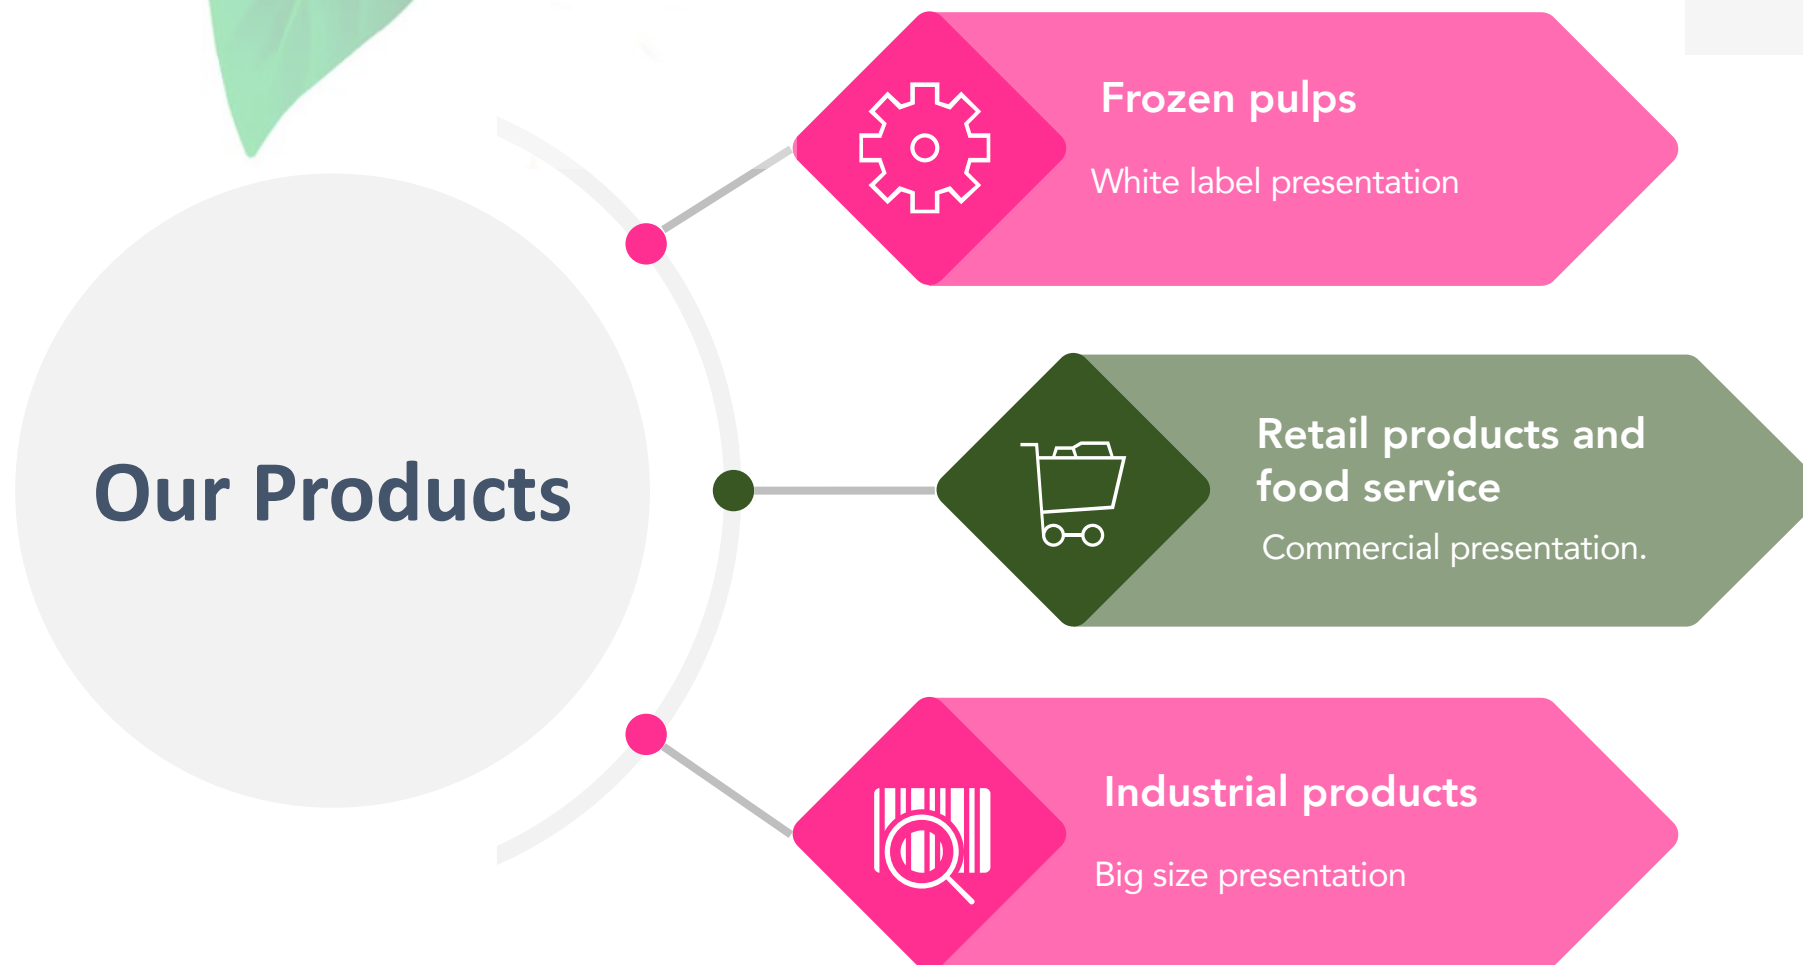 Our Products
Frozen pulps
White label presentation
Retail products and
food service
Commercial presentation.
Industrial products
Big size presentation